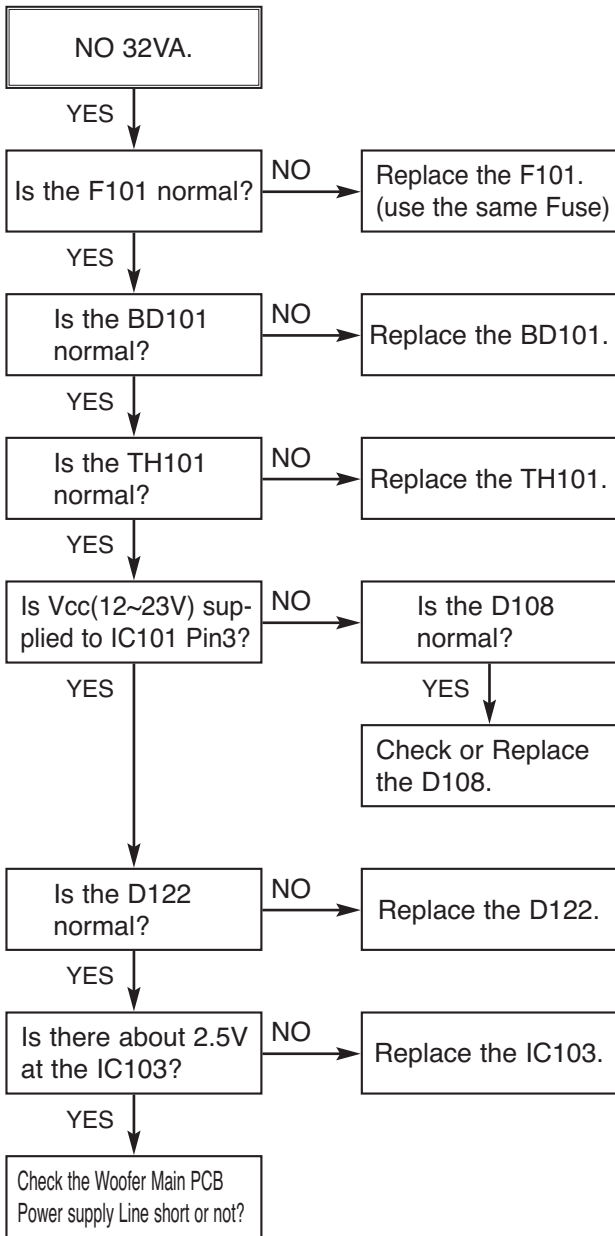 NO 32VA.
YES
Is the F101 normal?
NO
Replace the F101.
(use the same Fuse)
YES
Is the BD101
normal?
NO
Replace the BD101.
YES
Is the TH101
normal?
NO
Replace the TH101.
YES
Is Vcc(12~23V) sup-
plied to IC101 Pin3?
NO
Is the D108
normal?
YES
Check or Replace
the D108.
YES
Is the D122
normal?
NO
Replace the D122.
YES
Is there about 2.5V
at the IC103?
NO
Replace the IC103.
YES
Check the Woofer Main PCB
Power supply Line short or not?